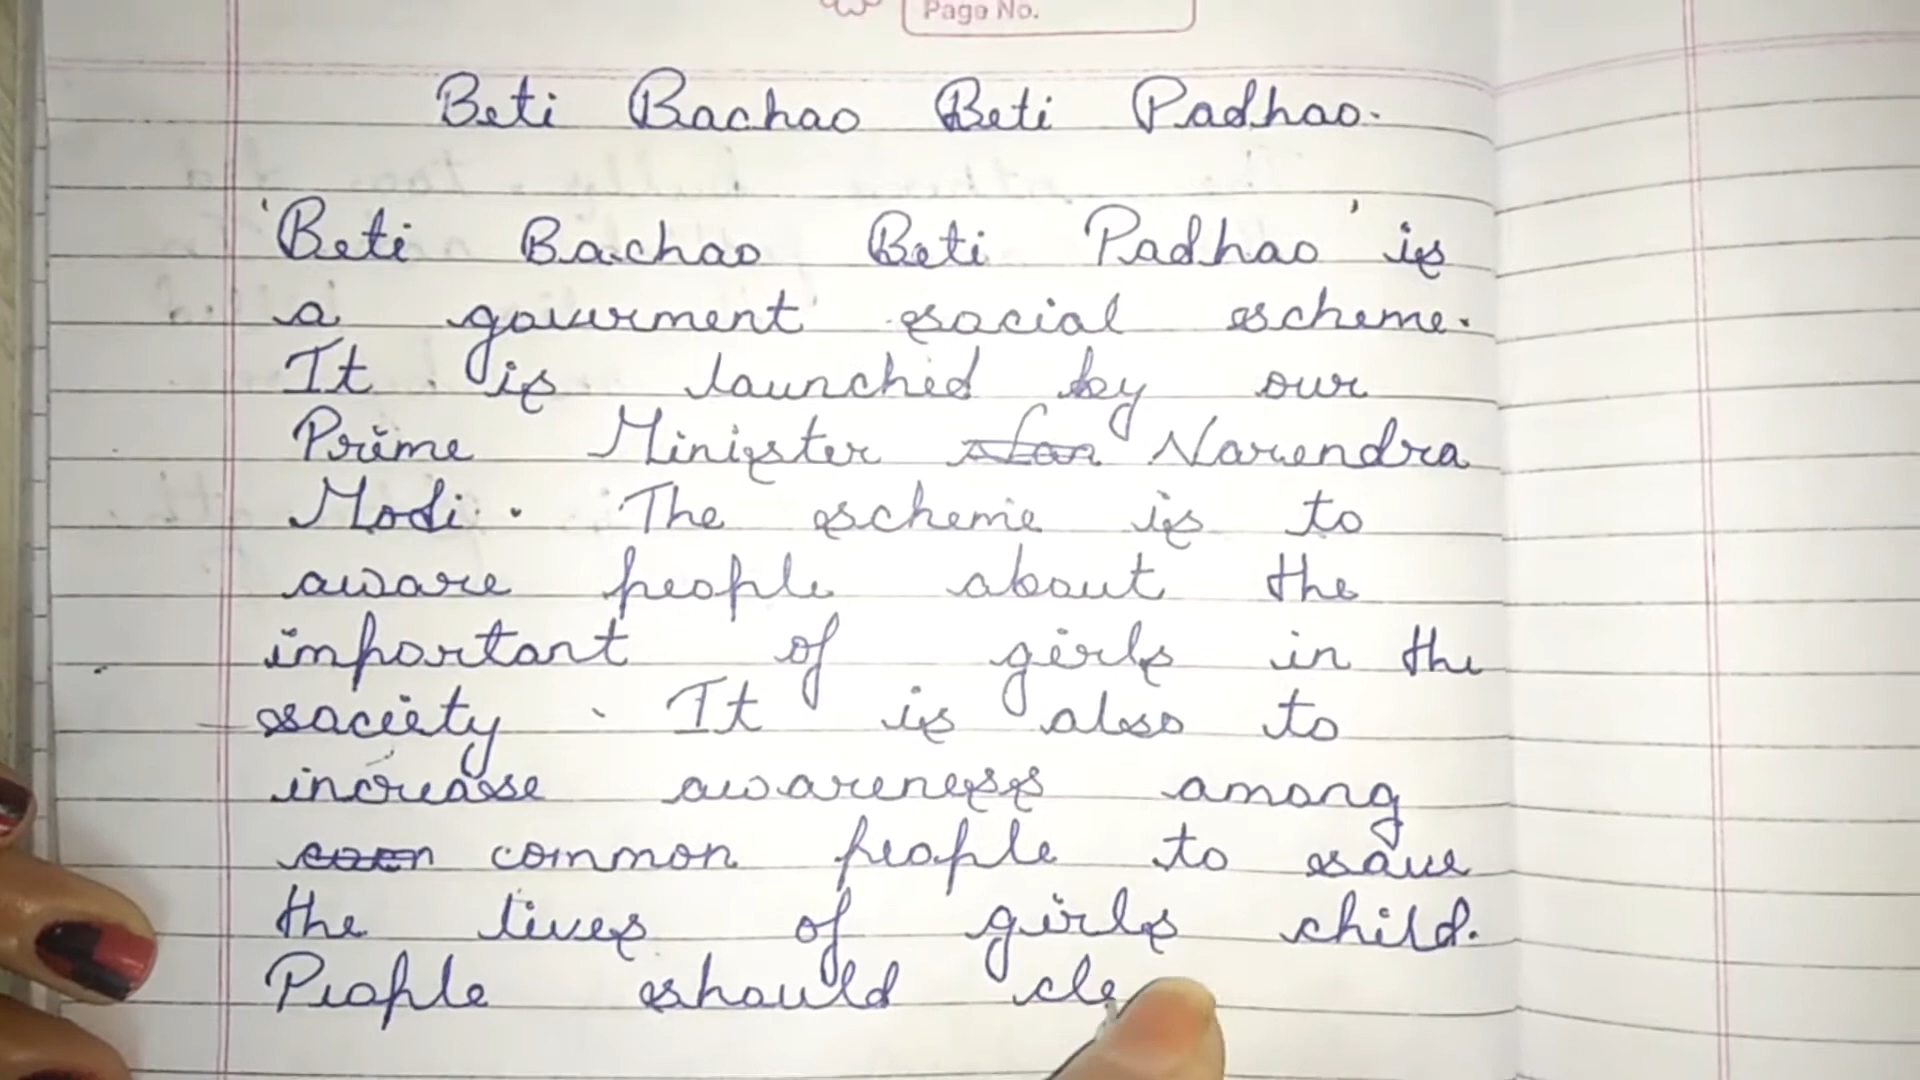 Page No.
Beti Bachao Beti Padhao.
'Beti Bachao Beti Padhao' is
a gouverment social scheme.
It is launched by our
Prime Minister Narendra
Modi. The scheme is to
aware people about the
important of girls in the
society. It is also to
increase awareness among
common people to save
the lives of girls child.
People should cle